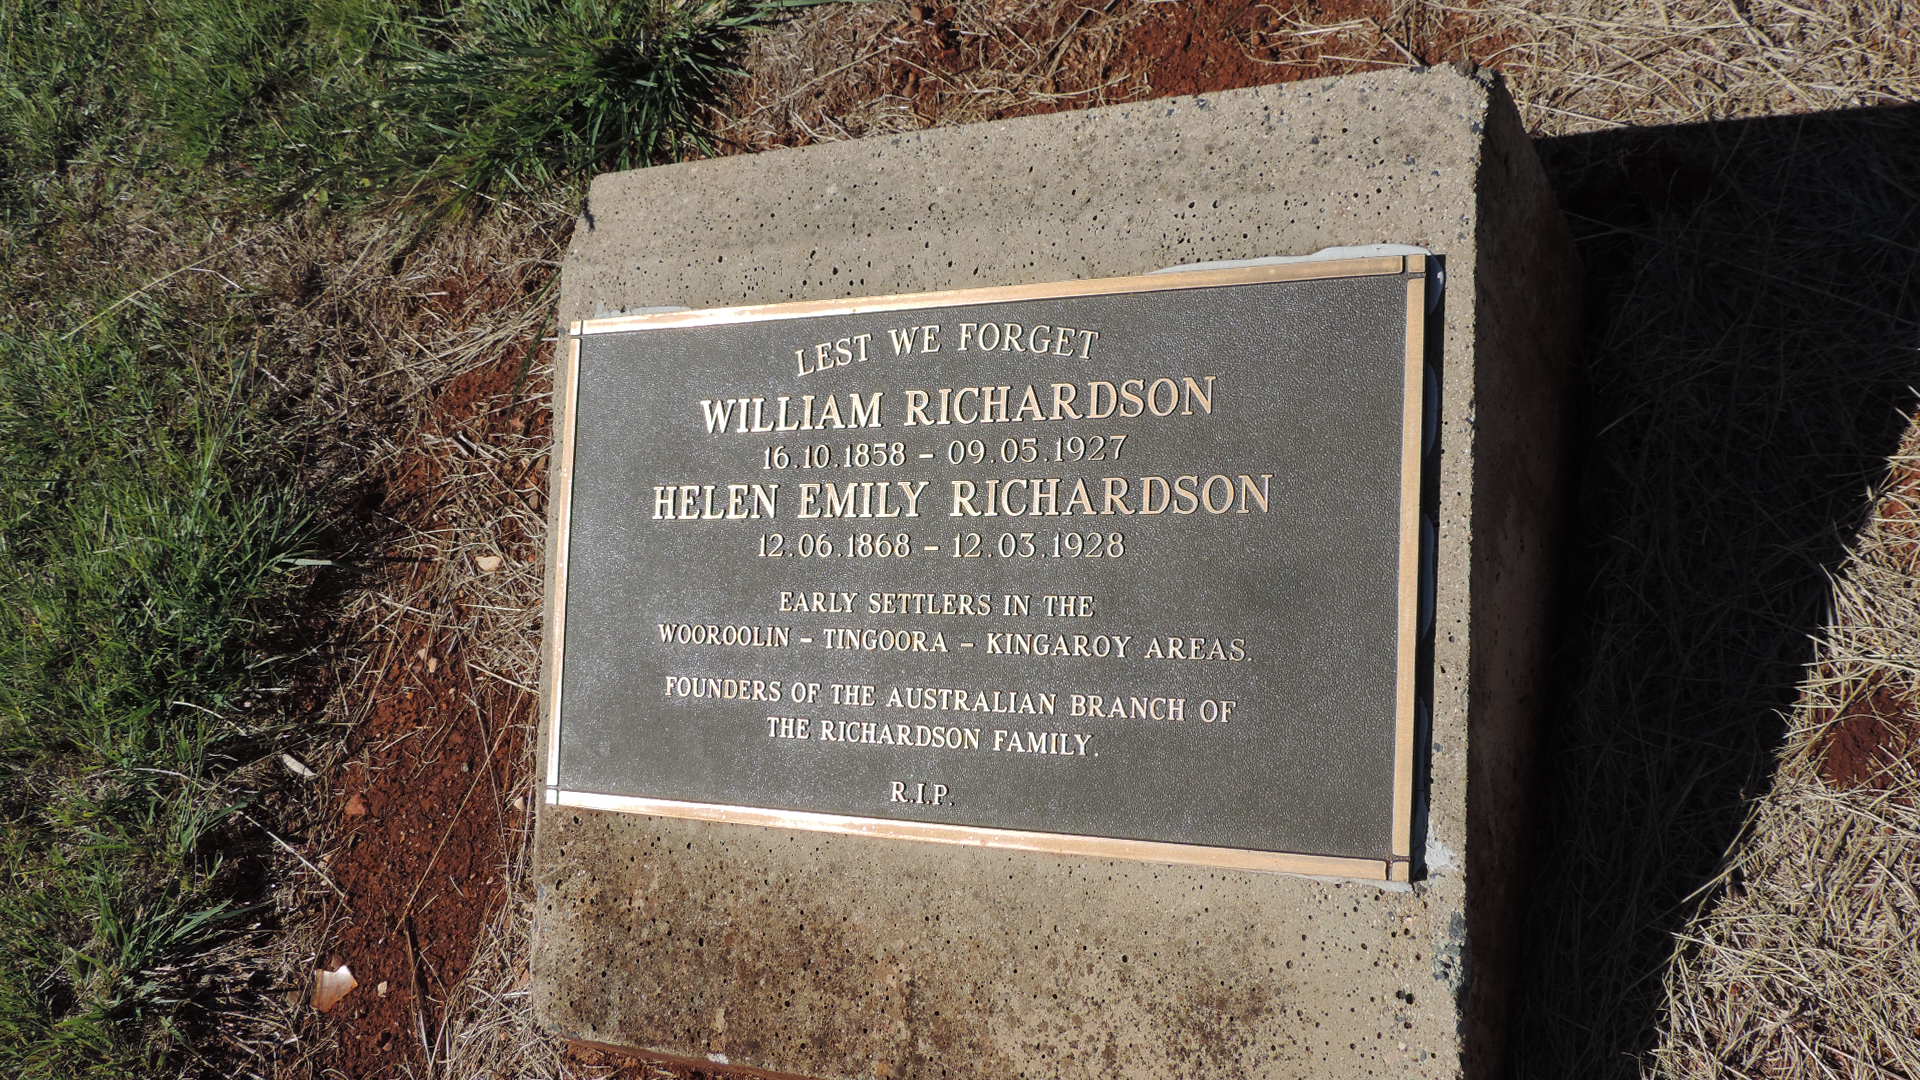 LEST WE FORGET
WILLIAM RICHARDSON
16.10.1858 - 09.05.1927
HELEN EMILY RICHARDSON
12.06.1868 - 12.03.1928
EARLY SETTLERS IN THE
WOOROOLIN - TINGOORA - KINGAROY AREAS.
FOUNDERS OF THE AUSTRALIAN BRANCH OF
THE RICHARDSON FAMILY.
R.I.P.